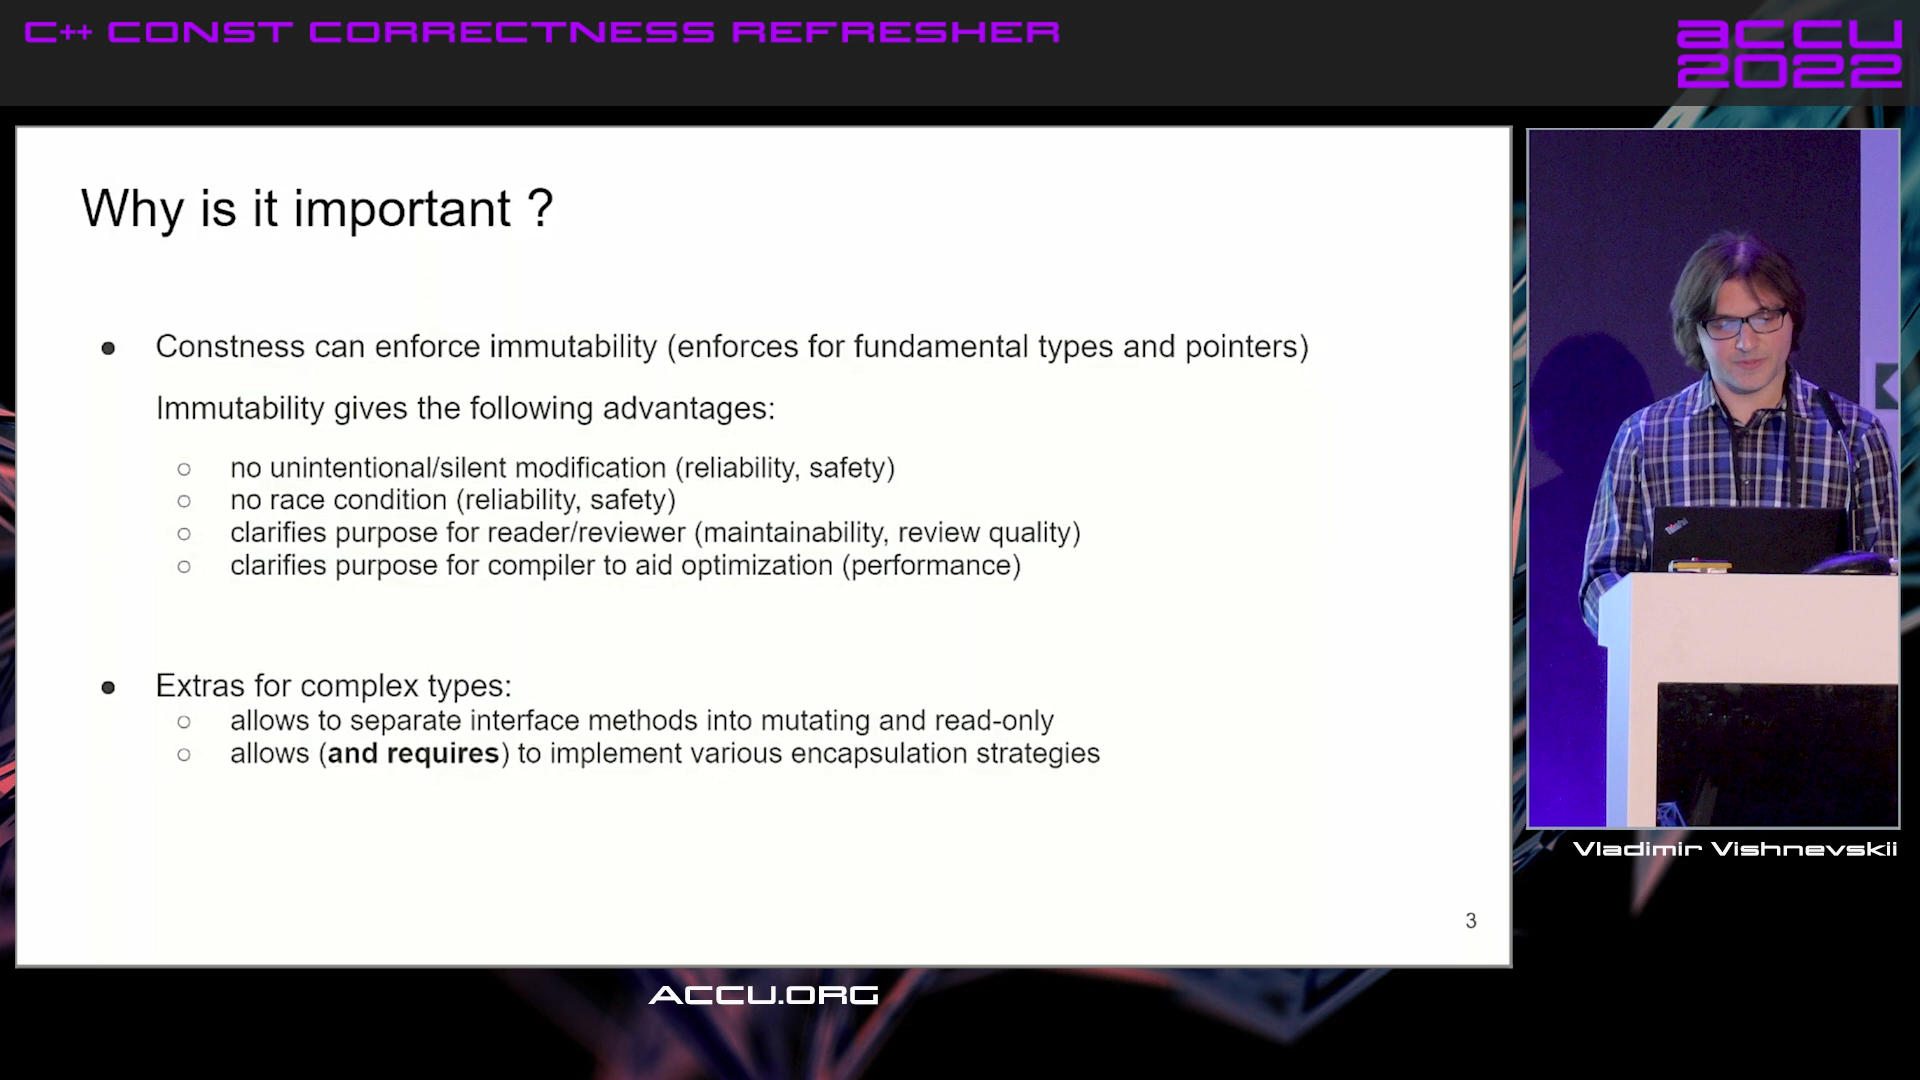 C++ CONST CORRECTNESS REFRESHER
accu
2022
Why is it important ?
● Constness can enforce immutability (enforces for fundamental types and pointers)
Immutability gives the following advantages:
○ no unintentional/silent modification (reliability, safety)
○ no race condition (reliability, safety)
○ clarifies purpose for reader/reviewer (maintainability, review quality)
○ clarifies purpose for compiler to aid optimization (performance)
● Extras for complex types:
○ allows to separate interface methods into mutating and read-only
○ allows (and requires) to implement various encapsulation strategies
3
ThinkPad
Vladimir Vishnevskii
ACCU.ORG